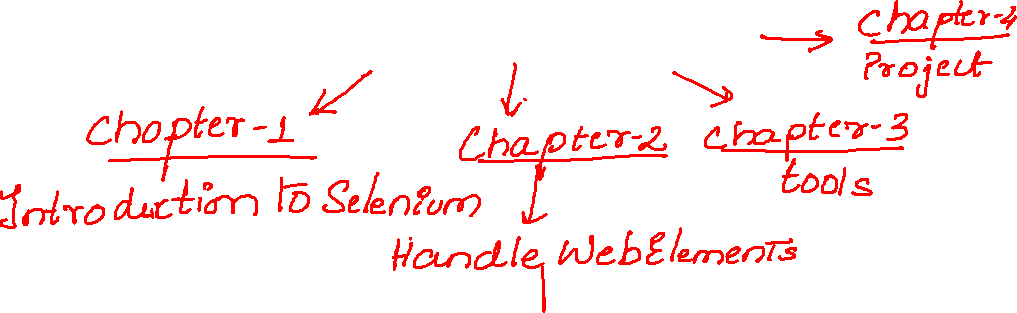 Chapter-4
Project
Chapter-1
Introduction To Selenium
Chapter-2
Handle WebElements
Chapter-3
tools